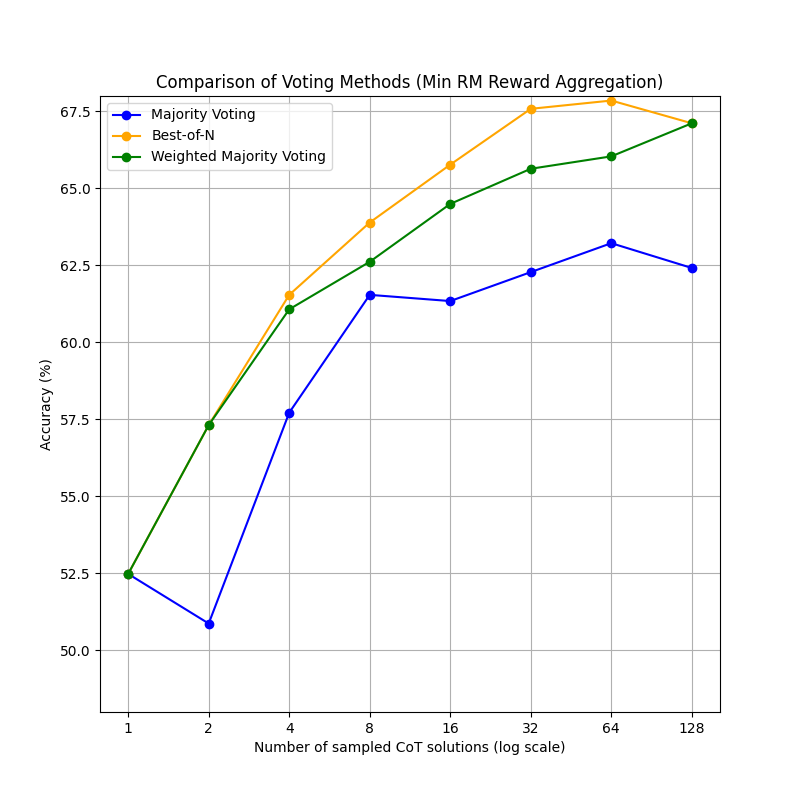 Comparison of Voting Methods (Min RM Reward Aggregation)
Majority Voting
Best-of-N
Weighted Majority Voting
67.5
65.0
62.5
60.0
57.5
55.0
52.5
50.0
Accuracy (%)
1 2 4 8 16 32 64 128
Number of sampled CoT solutions (log scale)